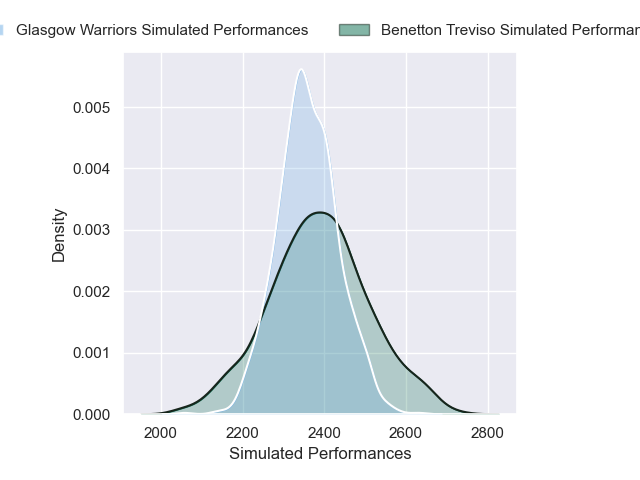 Glasgow Warriors Simulated Performances
Benetton Treviso Simulated
0.005
0.004
0.003
0.002
0.001
0.000
Density
2000 2200 2400 2600 2800
Simulated Performances